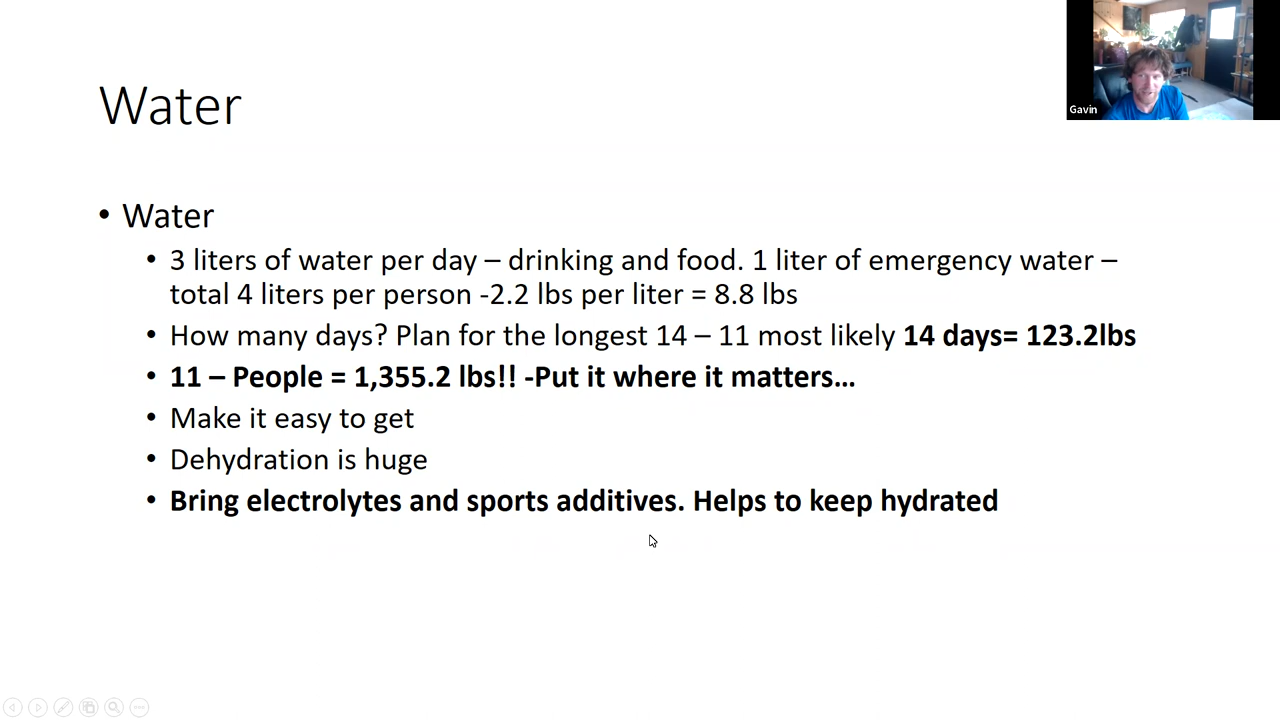 Gavin
Water
• Water
• 3 liters of water per day – drinking and food. 1 liter of emergency water –
total 4 liters per person -2.2 lbs per liter = 8.8 lbs
• How many days? Plan for the longest 14 – 11 most likely 14 days= 123.2lbs
• 11 – People = 1,355.2 lbs!! -Put it where it matters…
• Make it easy to get
• Dehydration is huge
• Bring electrolytes and sports additives. Helps to keep hydrated